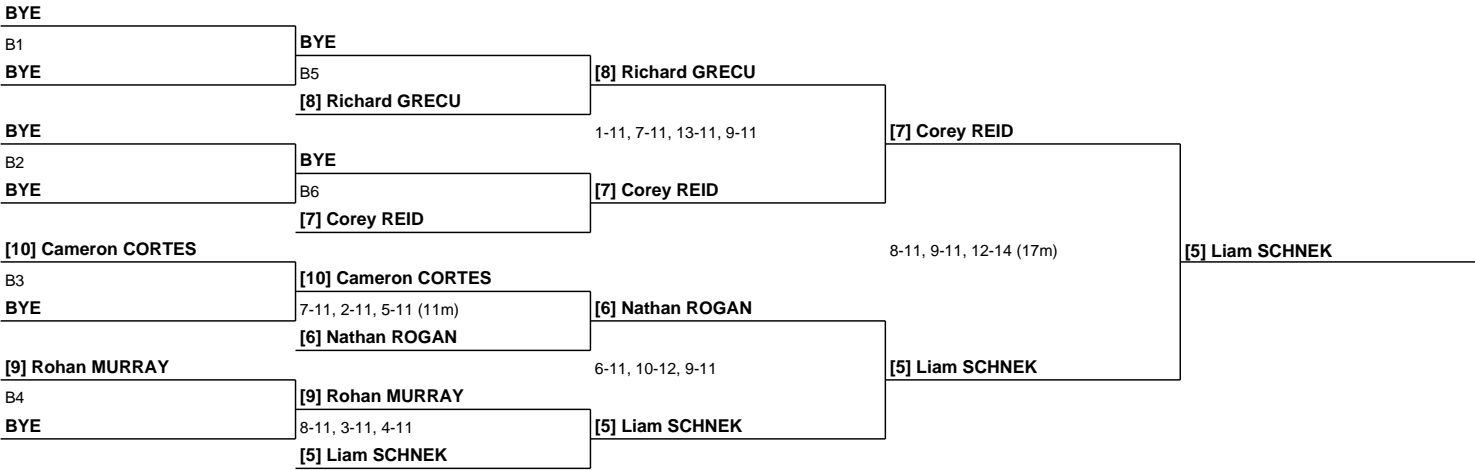 BYE
B1
BYE
BYE
B5
[8] Richard GRECU
[8] Richard GRECU
BYE
B2
BYE
BYE
B6
[7] Corey REID
[7] Corey REID
1-11, 7-11, 13-11, 9-11
[7] Corey REID
[10] Cameron CORTES
B3
BYE
[10] Cameron CORTES
7-11, 2-11, 5-11 (11m)
[6] Nathan ROGAN
[6] Nathan ROGAN
[9] Rohan MURRAY
B4
BYE
[9] Rohan MURRAY
8-11, 3-11, 4-11
[5] Liam SCHNEK
[5] Liam SCHNEK
6-11, 10-12, 9-11
[5] Liam SCHNEK
8-11, 9-11, 12-14 (17m)
[5] Liam SCHNEK